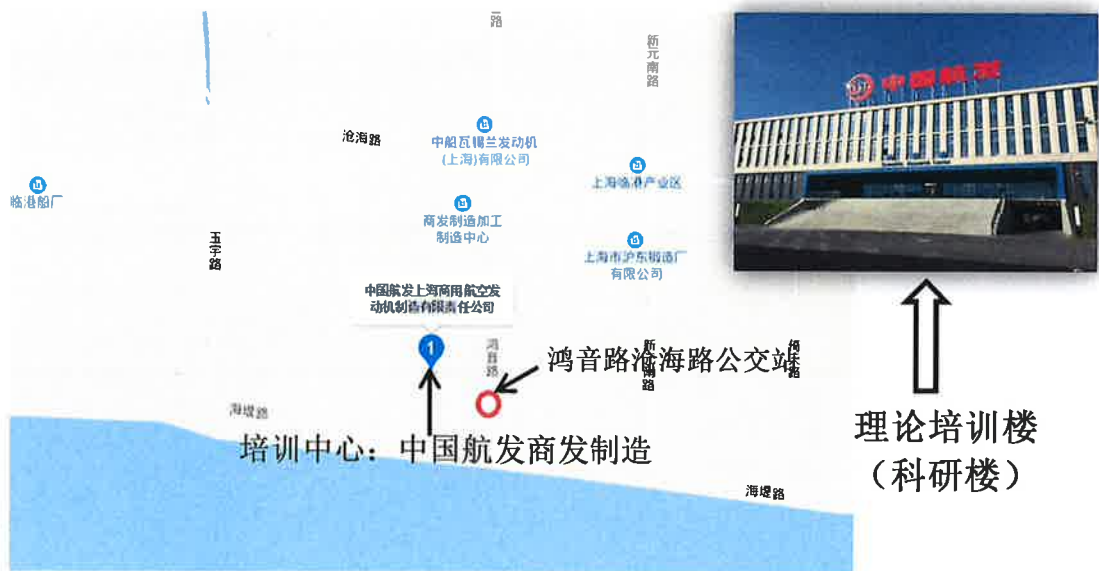 新元南路
中国航发
沧海路
中船瓦锡兰发动机
(上海)有限公司
上海临港产业区
临港船厂
商发制造加工
制造中心
玉宇路
上海市沪东锻造厂
有限公司
中国航发上海商用航空发
动机制造有限责任公司
鸿音路
鸿音路沧海路公交站
新元南路
海堤路
培训中心：中国航发商发制造
理论培训楼
（科研楼）
海堤路
1
路